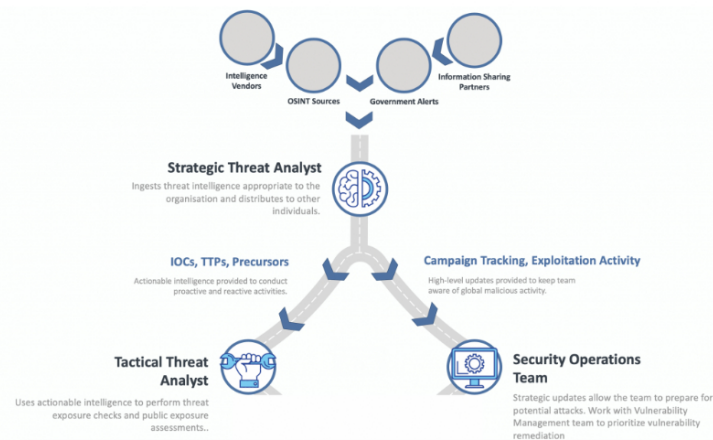 Intelligence
Vendors
OSINT Sources
Government Alerts
Information Sharing
Partners
Strategic Threat Analyst
Ingests threat intelligence appropriate to the
organisation and distributes to other
individuals.
IOCs, TTPs, Precursors
Actionable intelligence provided to conduct
proactive and reactive activities.
Campaign Tracking, Exploitation Activity
High-level updates provided to keep team
aware of global malicious activity.
Tactical Threat
Analyst
Uses actionable intelligence to perform threat
exposure checks and public exposure
assessments..
Security Operations
Team
Strategic updates allow the team to prepare for
potential attacks. Work with Vulnerability
Management team to prioritize vulnerability
remediation